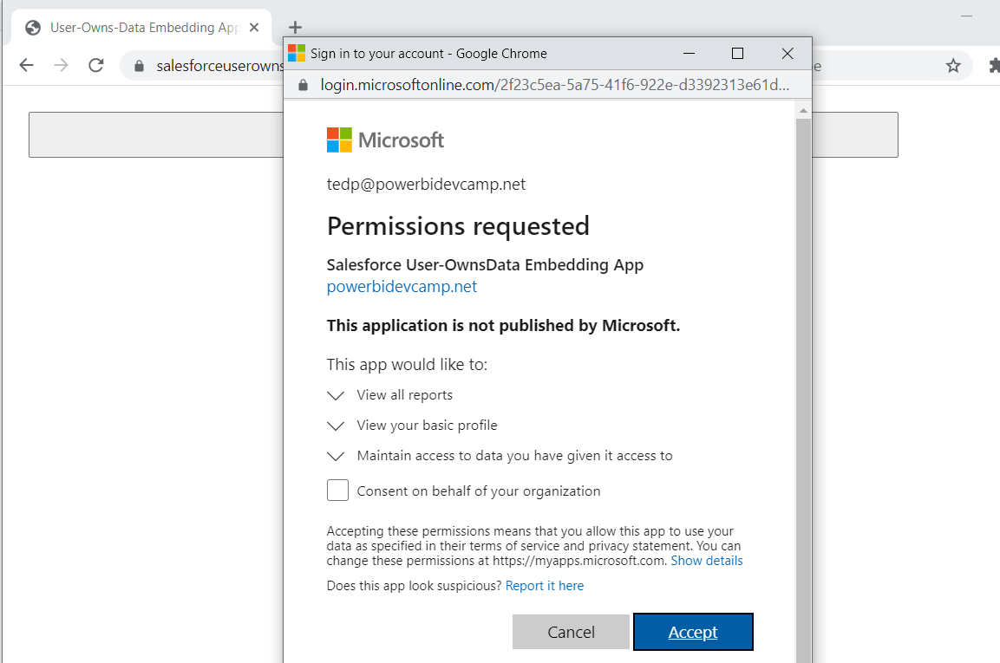 User-Owns-Data Embedding App
Sign in to your account - Google Chrome
salesforceuserowns
login.microsoftonline.com/2f23c5ea-5a75-41f6-922e-d3392313e61d...
Microsoft
tedp@powerbidevcamp.net
Permissions requested
Salesforce User-OwnsData Embedding App
powerbidevcamp.net
This application is not published by Microsoft.
This app would like to:
View all reports
View your basic profile
Maintain access to data you have given it access to
Consent on behalf of your organization
Accepting these permissions means that you allow this app to use your
data as specified in their terms of service and privacy statement. You can
change these permissions at https://myapps.microsoft.com. Show details
Does this app look suspicious? Report it here
Cancel
Accept